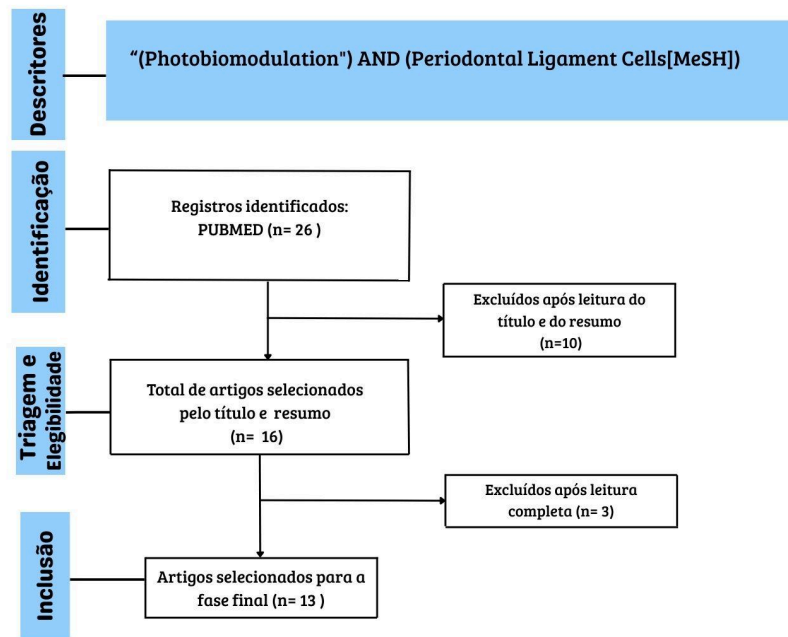 Descritores
“(Photobiomodulation") AND (Periodontal Ligament Cells[MeSH])
Identificação
Registros identificados:
PUBMED (n= 26 )
Excluídos após leitura do
título e do resumo
(n=10)
Triagem e
Elegibilidade
Total de artigos selecionados
pelo título e resumo
(n= 16)
Excluídos após leitura
completa (n= 3)
Inclusão
Artigos selecionados para a
fase final (n= 13 )